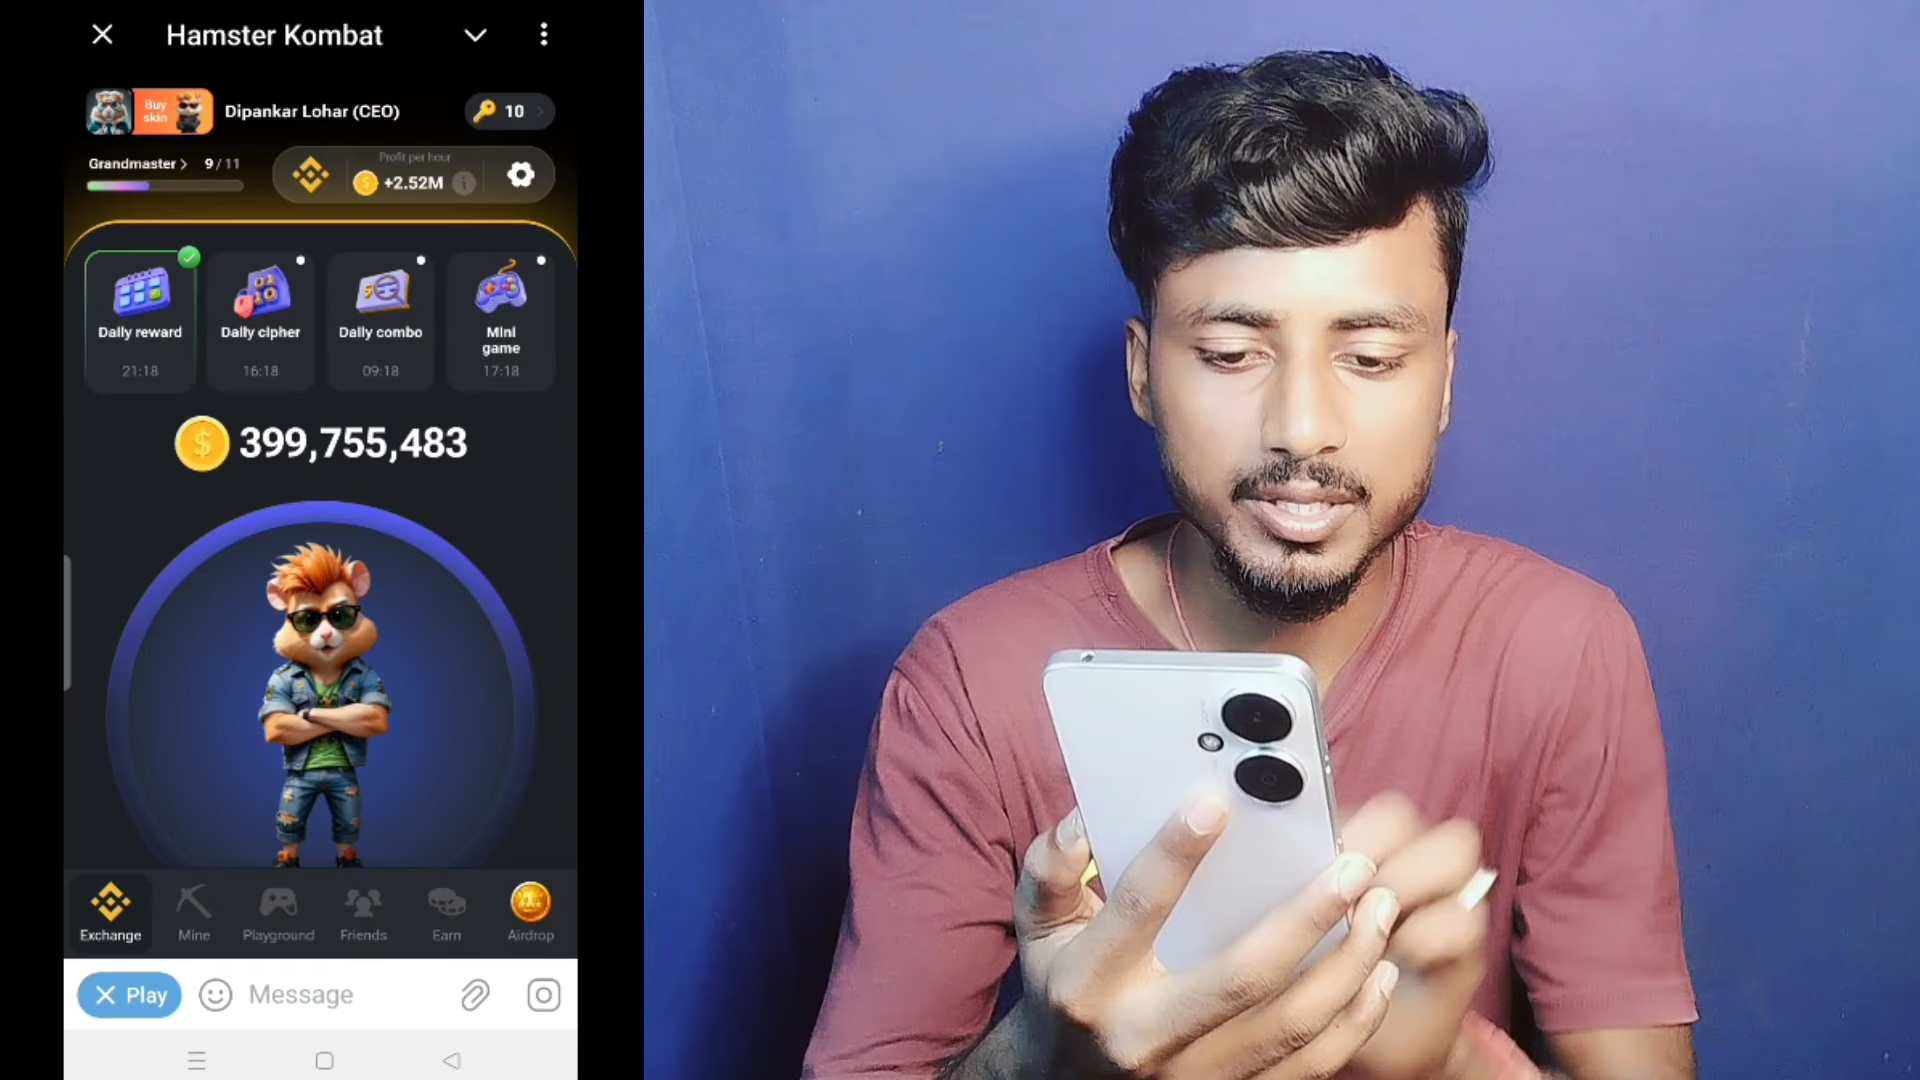 Hamster Kombat
Buy skin
Dipankar Lohar (CEO)
10
Grandmaster
9 / 11
Profit per hour
+2.52M
Daily reward
21:18
Daily cipher
16:18
Daily combo
09:18
Mini
game
17:18
399,755,483
Exchange
Mine
Playground
Friends
Earn
Airdrop
Play
Message